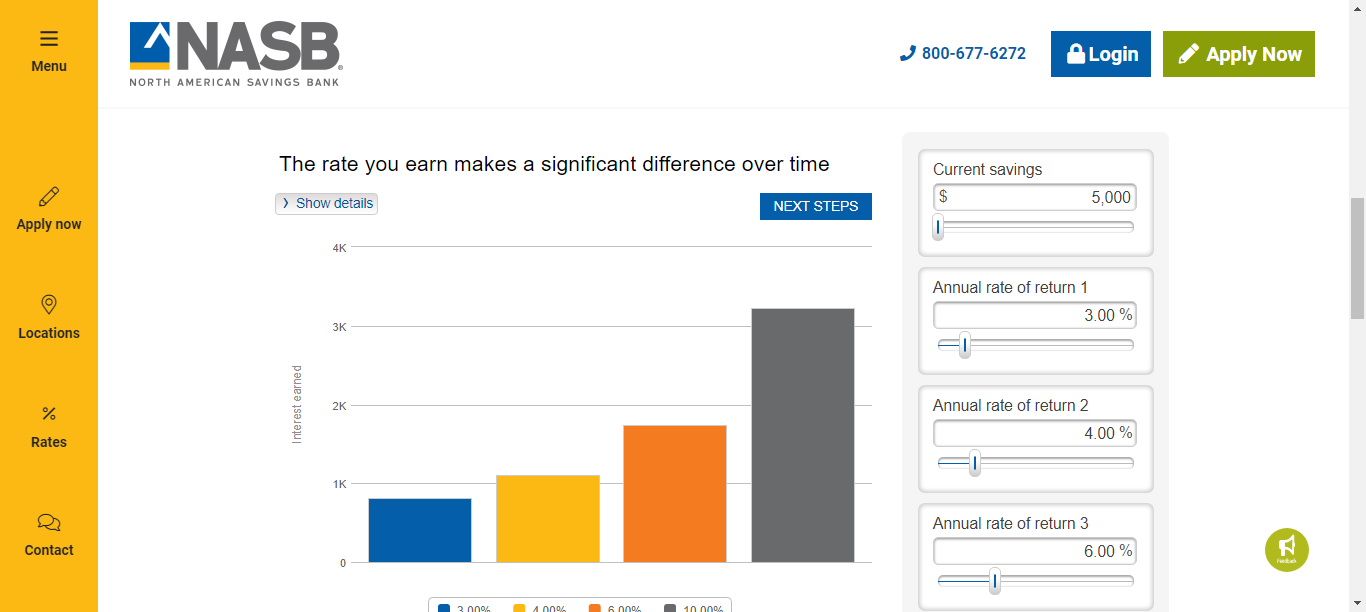 Menu
Apply now
Locations
Rates
Contact
NASB
NORTH AMERICAN SAVINGS BANK
800-677-6272
Login
Apply Now
The rate you earn makes a significant difference over time
Show details
NEXT STEPS
4K
3K
2K
1K
0
Interest earned
3.00% 4.00% 6.00% 10.00%
Current savings
$ 5,000
Annual rate of return 1
3.00 %
Annual rate of return 2
4.00 %
Annual rate of return 3
6.00 %
Feedback